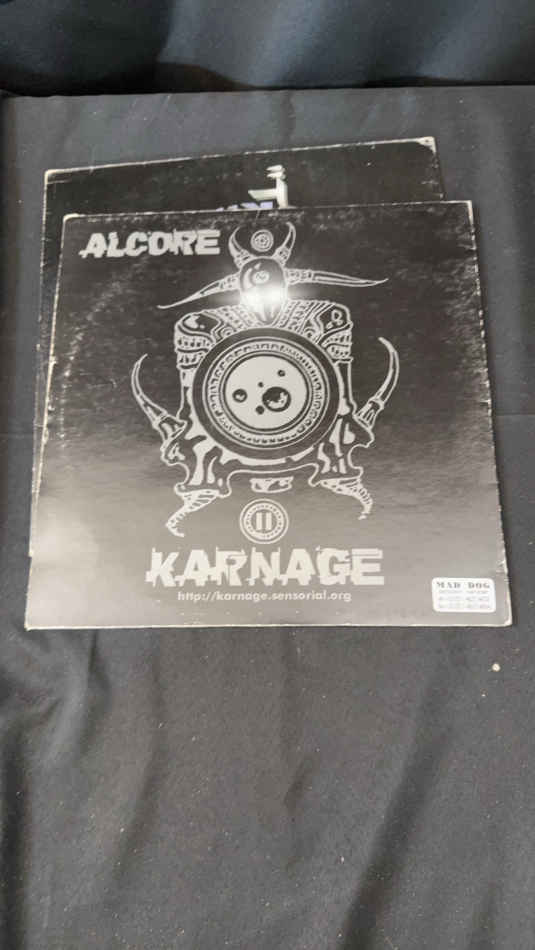 ALCORE
II
KARNAGE
http://karnage.sensorial.org
MAD DOG